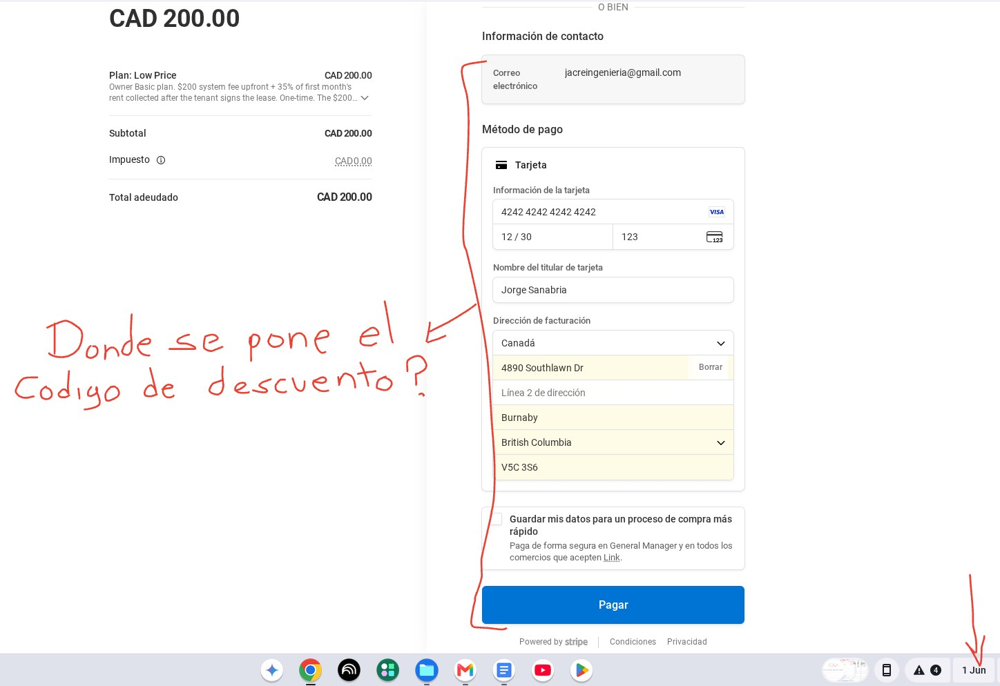 CAD 200.00
Plan: Low Price CAD 200.00
Owner Basic plan. $200 system fee upfront + 35% of first month's
rent collected after the tenant signs the lease. One-time. The $200...
Subtotal CAD 200.00
Impuesto CAD0.00
Total adeudado CAD 200.00
Donde se pone el
codigo de descuento?
O BIEN
Información de contacto
Correo electrónico jacreingenieria@gmail.com
Método de pago
Tarjeta
Información de la tarjeta
4242 4242 4242 4242 VISA
12 / 30 123 123
Nombre del titular de tarjeta
Jorge Sanabria
Dirección de facturación
Canadá
4890 Southlawn Dr Borrar
Línea 2 de dirección
Burnaby
British Columbia
V5C 3S6
Guardar mis datos para un proceso de compra más
rápido
Paga de forma segura en General Manager y en todos los
comercios que acepten Link.
Pagar
Powered by stripe Condiciones Privacidad
4 1 Jun